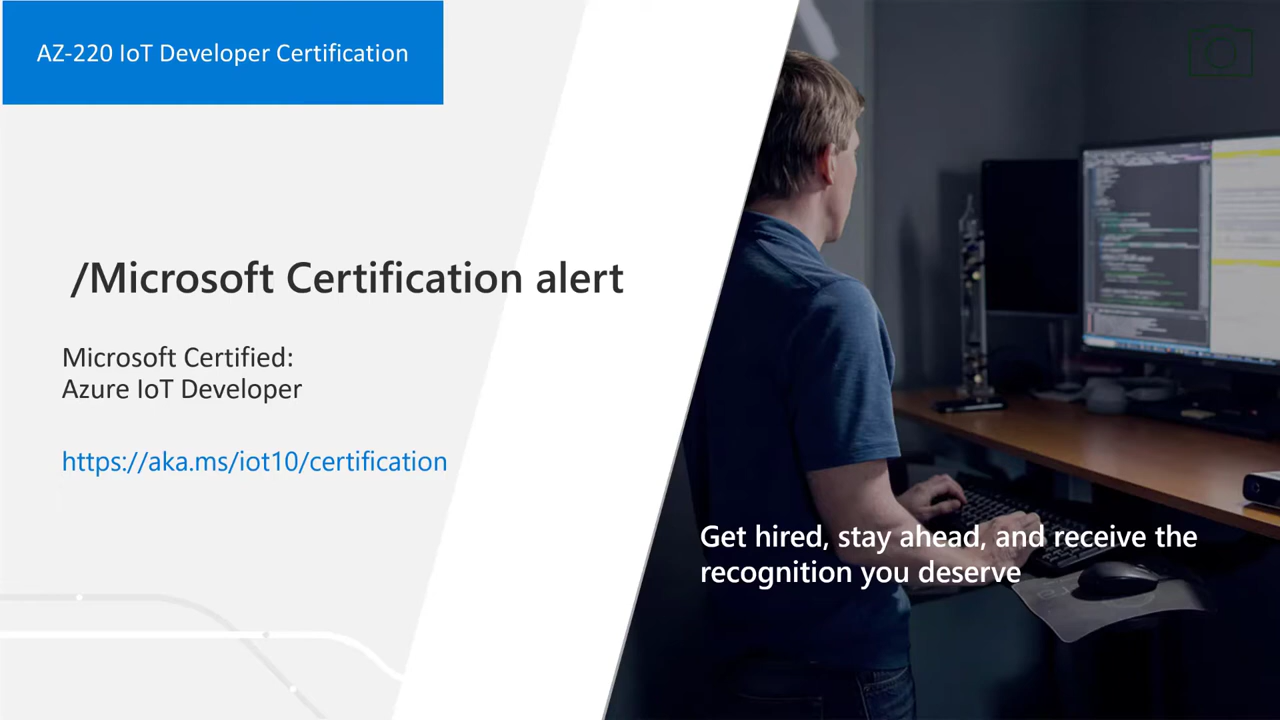 AZ-220 IoT Developer Certification
/Microsoft Certification alert
Microsoft Certified:
Azure IoT Developer
https://aka.ms/iot10/certification
Get hired, stay ahead, and receive the
recognition you deserve